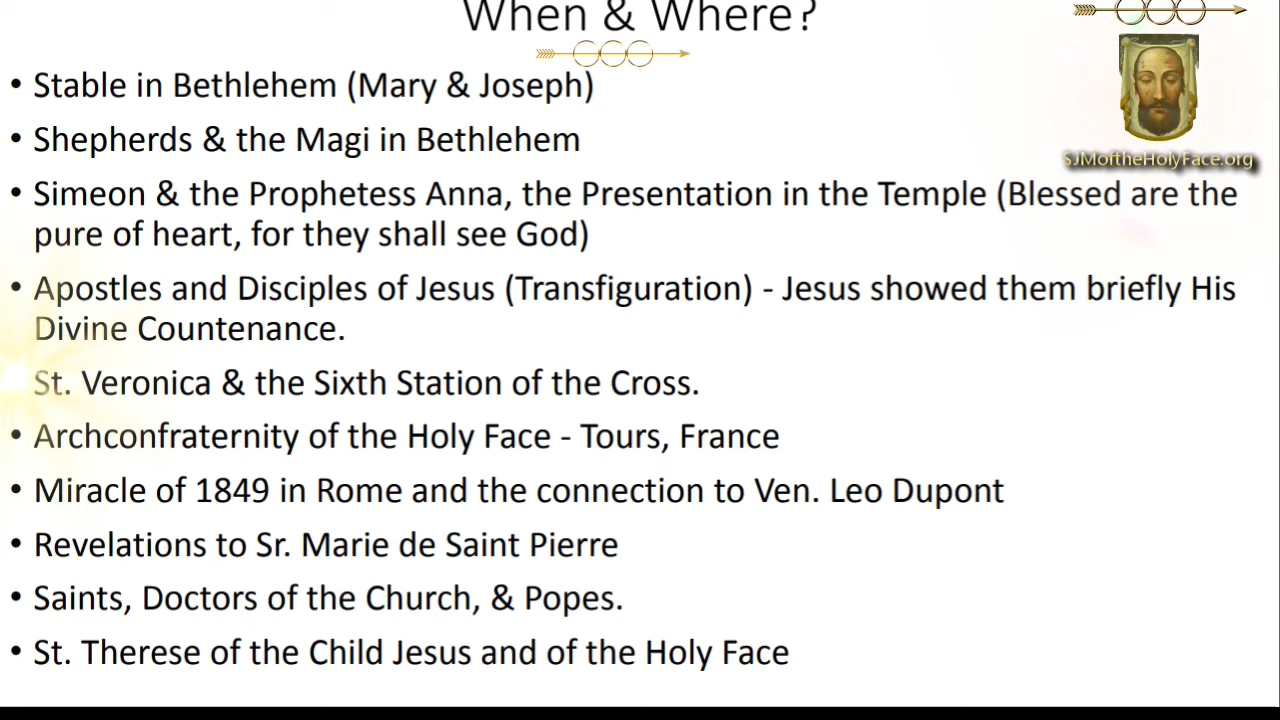 When & Where?
• Stable in Bethlehem (Mary & Joseph)
• Shepherds & the Magi in Bethlehem
SJMoftheHolyFace.org
• Simeon & the Prophetess Anna, the Presentation in the Temple (Blessed are the
pure of heart, for they shall see God)
• Apostles and Disciples of Jesus (Transfiguration) - Jesus showed them briefly His
Divine Countenance.
St. Veronica & the Sixth Station of the Cross.
• Archconfraternity of the Holy Face - Tours, France
• Miracle of 1849 in Rome and the connection to Ven. Leo Dupont
• Revelations to Sr. Marie de Saint Pierre
• Saints, Doctors of the Church, & Popes.
• St. Therese of the Child Jesus and of the Holy Face